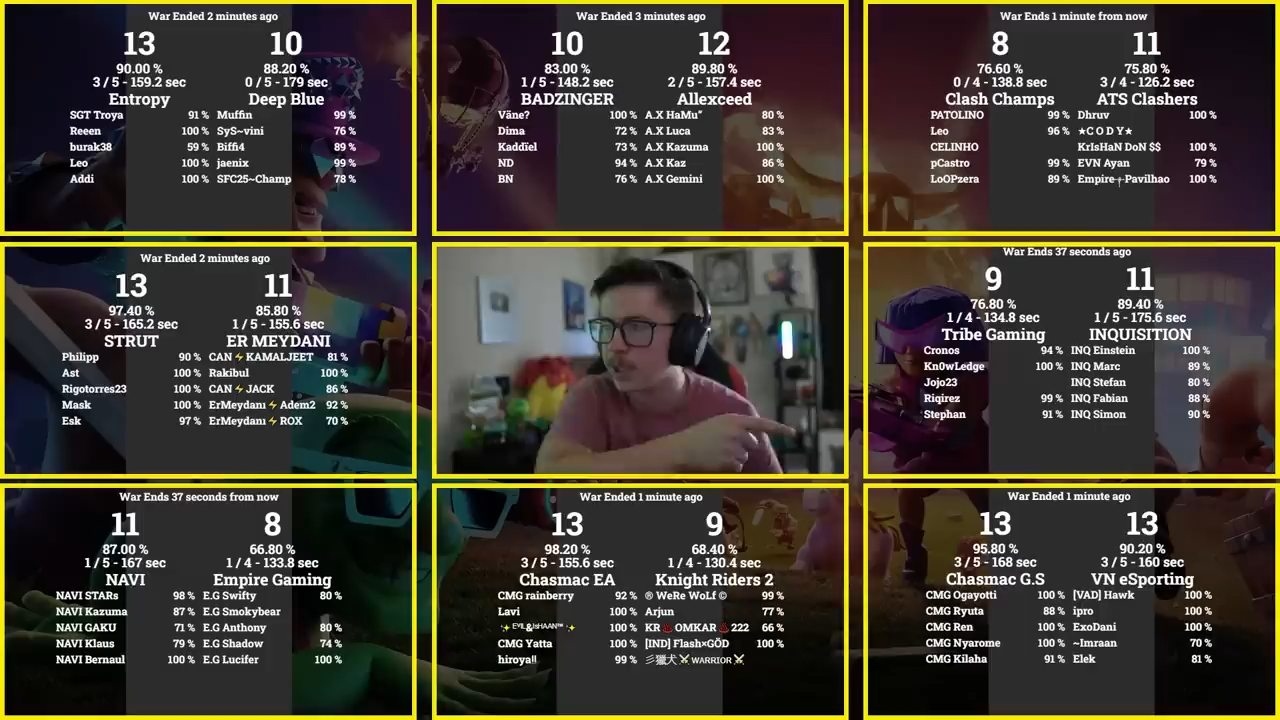 War Ended 2 minutes ago
13 10
90.00 % 88.20 %
3 / 5 - 159.2 sec 0 / 5 - 179 sec
Entropy Deep Blue
SGT Troya 91 % Muffin 99 %
Reeen 100 % SyS~vini 76 %
burak38 59 % Biffi4 89 %
Leo 100 % jaenix 99 %
Addi 100 % SFC25~Champ 78 %
War Ended 3 minutes ago
10 12
83.00 % 89.80 %
1 / 5 - 148.2 sec 2 / 5 - 157.4 sec
BADZINGER Allexceed
Väne? 100 % A.X HaMu" 80 %
Dima 72 % A.X Luca 83 %
Kaddïel 73 % A.X Kazuma 100 %
ND 94 % A.X Kaz 86 %
BN 76 % A.X Gemini 100 %
War Ends 1 minute from now
8 11
76.60 % 75.80 %
0 / 4 - 138.8 sec 3 / 4 - 126.2 sec
Clash Champs ATS Clashers
PATOLINO 99 % Dhruv 100 %
Leo 96 % ★C O D Y★
CELINHO KrIsHaN DoN $$ 100 %
pCastro 99 % EVN Ayan 79 %
LoOPzera 89 % Empire┼Pavilhao 100 %
War Ended 2 minutes ago
13 11
97.40 % 85.80 %
3 / 5 - 165.2 sec 1 / 5 - 155.6 sec
STRUT ER MEYDANI
Philipp 90 % CAN⚡KAMALJEET 81 %
Ast 100 % Rakibul 100 %
Rigotorres23 100 % CAN⚡JACK 86 %
Mask 100 % ErMeydanı⚡Adem2 92 %
Esk 97 % ErMeydanı⚡ROX 70 %
War Ends 37 seconds ago
9 11
76.80 % 89.40 %
1 / 4 - 134.8 sec 1 / 5 - 175.6 sec
Tribe Gaming INQUISITION
Cronos 94 % INQ Einstein 100 %
Kn0wLedge 100 % INQ Marc 89 %
Jojo23 INQ Stefan 80 %
Riqirez 99 % INQ Fabian 88 %
Stephan 91 % INQ Simon 90 %
War Ends 37 seconds from now
11 8
87.00 % 66.80 %
1 / 5 - 167 sec 1 / 4 - 133.8 sec
NAVI Empire Gaming
NAVI STARs 98 % E.G Swifty 80 %
NAVI Kazuma 87 % E.G Smokybear
NAVI GAKU 71 % E.G Anthony 80 %
NAVI Klaus 79 % E.G Shadow 74 %
NAVI Bernaul 100 % E.G Lucifer 100 %
War Ended 1 minute ago
13 9
98.20 % 68.40 %
3 / 5 - 155.6 sec 1 / 4 - 130.4 sec
Chasmac EA Knight Riders 2
CMG rainberry 92 % ® WeRe WoLf © 99 %
Lavi 100 % Arjun 77 %
100 % KR♨OMKAR♨222 66 %
CMG Yatta 100 % [IND] Flash×GÕD 100 %
hiroya!! 99 % 彡獵犬⚔WARRIOR⚔
War Ended 1 minute ago
13 13
95.80 % 90.20 %
3 / 5 - 168 sec 3 / 5 - 160 sec
Chasmac G.S VN eSporting
CMG Ogayotti 100 % [VAD] Hawk 100 %
CMG Ryuta 88 % ipro 100 %
CMG Ren 100 % ExoDani 100 %
CMG Nyarome 100 % ~Imraan 70 %
CMG Kilaha 91 % Elek 81 %